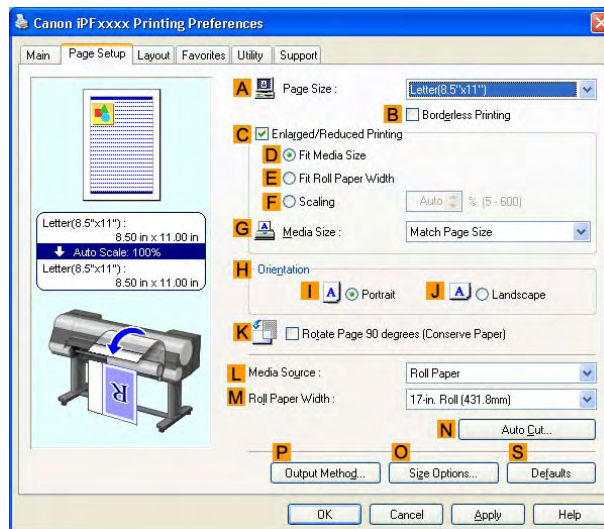 Canon iPFxxxx Printing Preferences
Main Page Setup Layout Favorites Utility Support
A Page Size : Letter(8.5"x11")
B Borderless Printing
C Enlarged/Reduced Printing
D Fit Media Size
E Fit Roll Paper Width
F Scaling Auto % (5 - 600)
G Media Size : Match Page Size
Letter(8.5"x11") :
8.50 in x 11.00 in
Auto Scale: 100%
Letter(8.5"x11") :
8.50 in x 11.00 in
H Orientation
I A Portrait J A Landscape
K Rotate Page 90 degrees (Conserve Paper)
R
L Media Source : Roll Paper
M Roll Paper Width : 17-in. Roll (431.8mm)
N Auto Cut...
P O S
Output Method... Size Options... Defaults
OK Cancel Apply Help